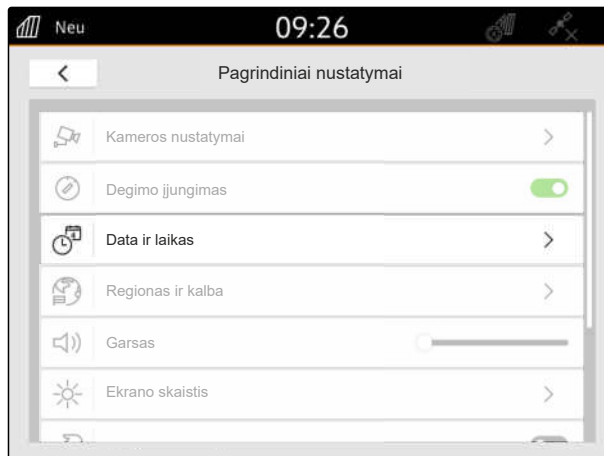 Neu
09:26
Pagrindiniai nustatymai
Kameros nustatymai
Degimo įjungimas
Data ir laikas
Regionas ir kalba
Garsas
Ekrano skaistis